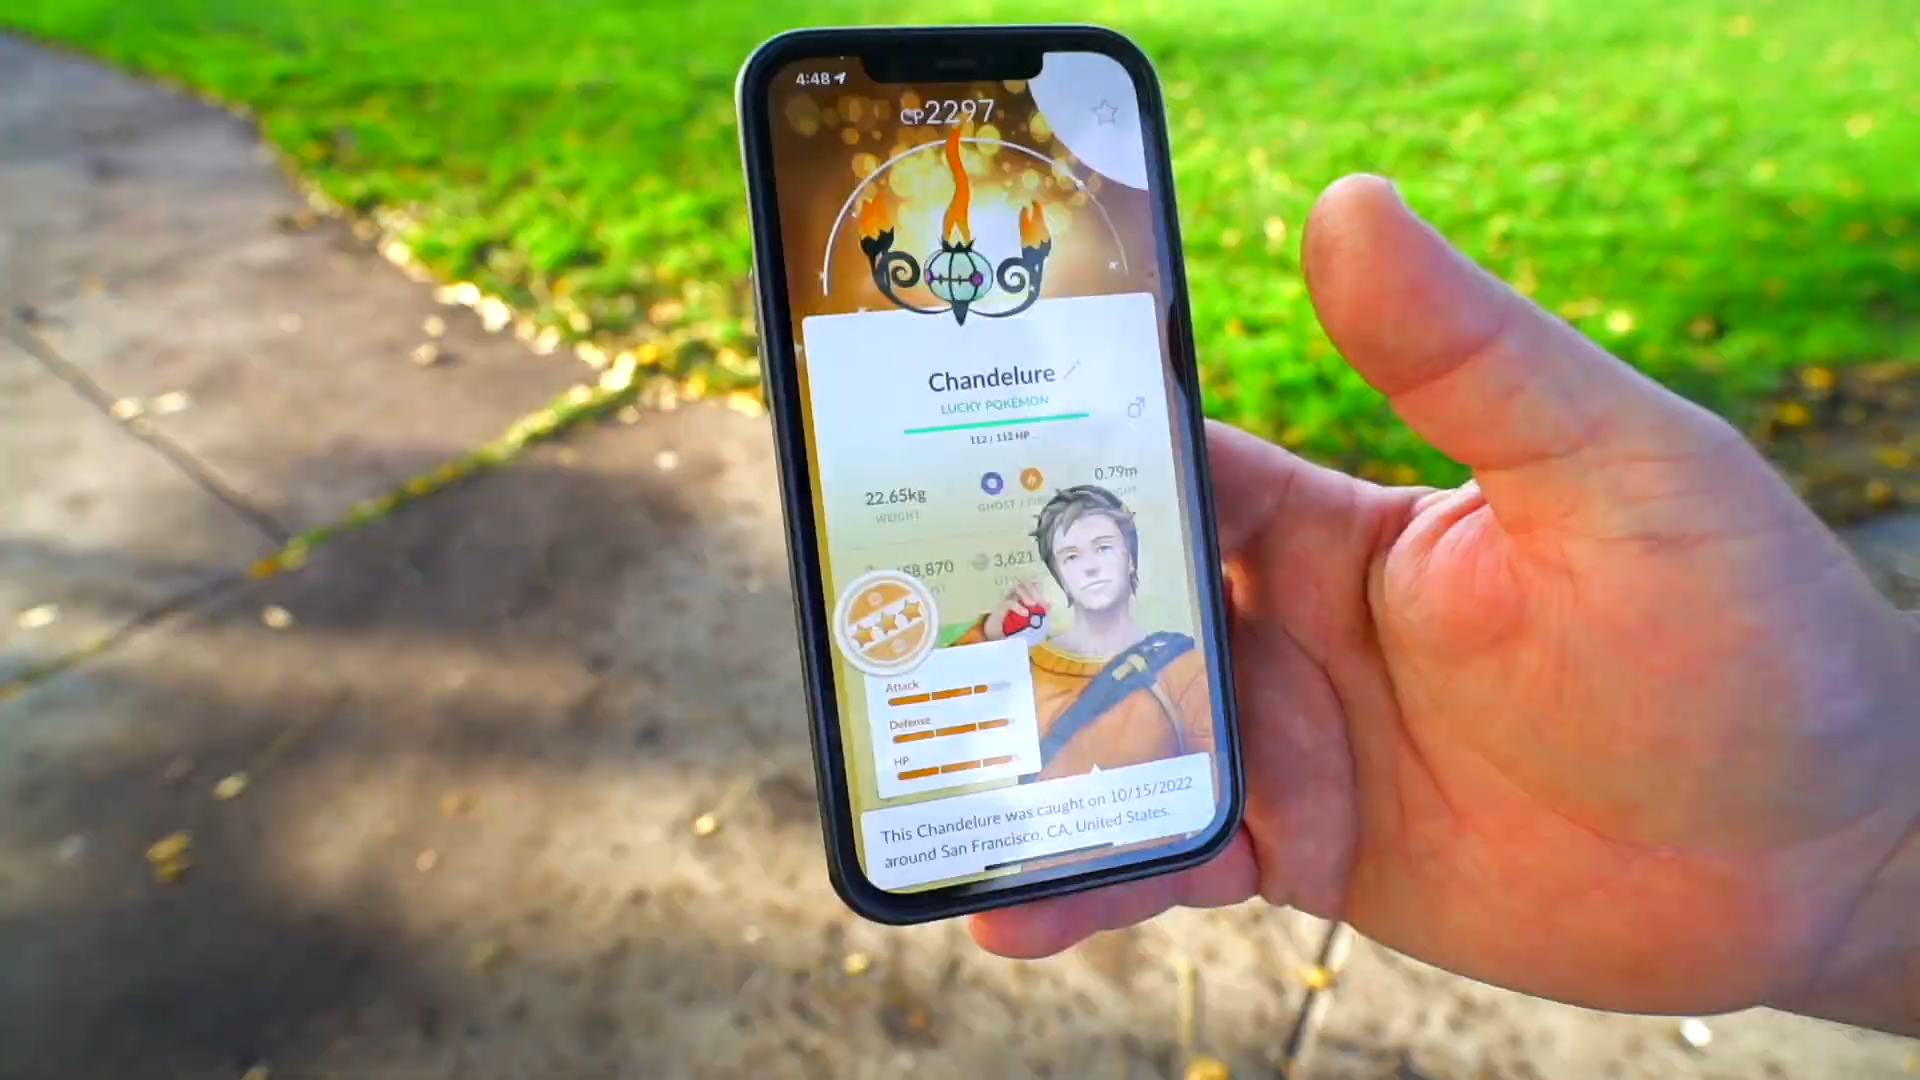 4:48
CP2297
Chandelure
LUCKY POKÉMON
112 / 112 HP
22.65kg
WEIGHT
GHOST /
0.79m
3,621
Attack
Defense
HP
This Chandelure was caught on 10/15/2022
around San Francisco, CA, United States.